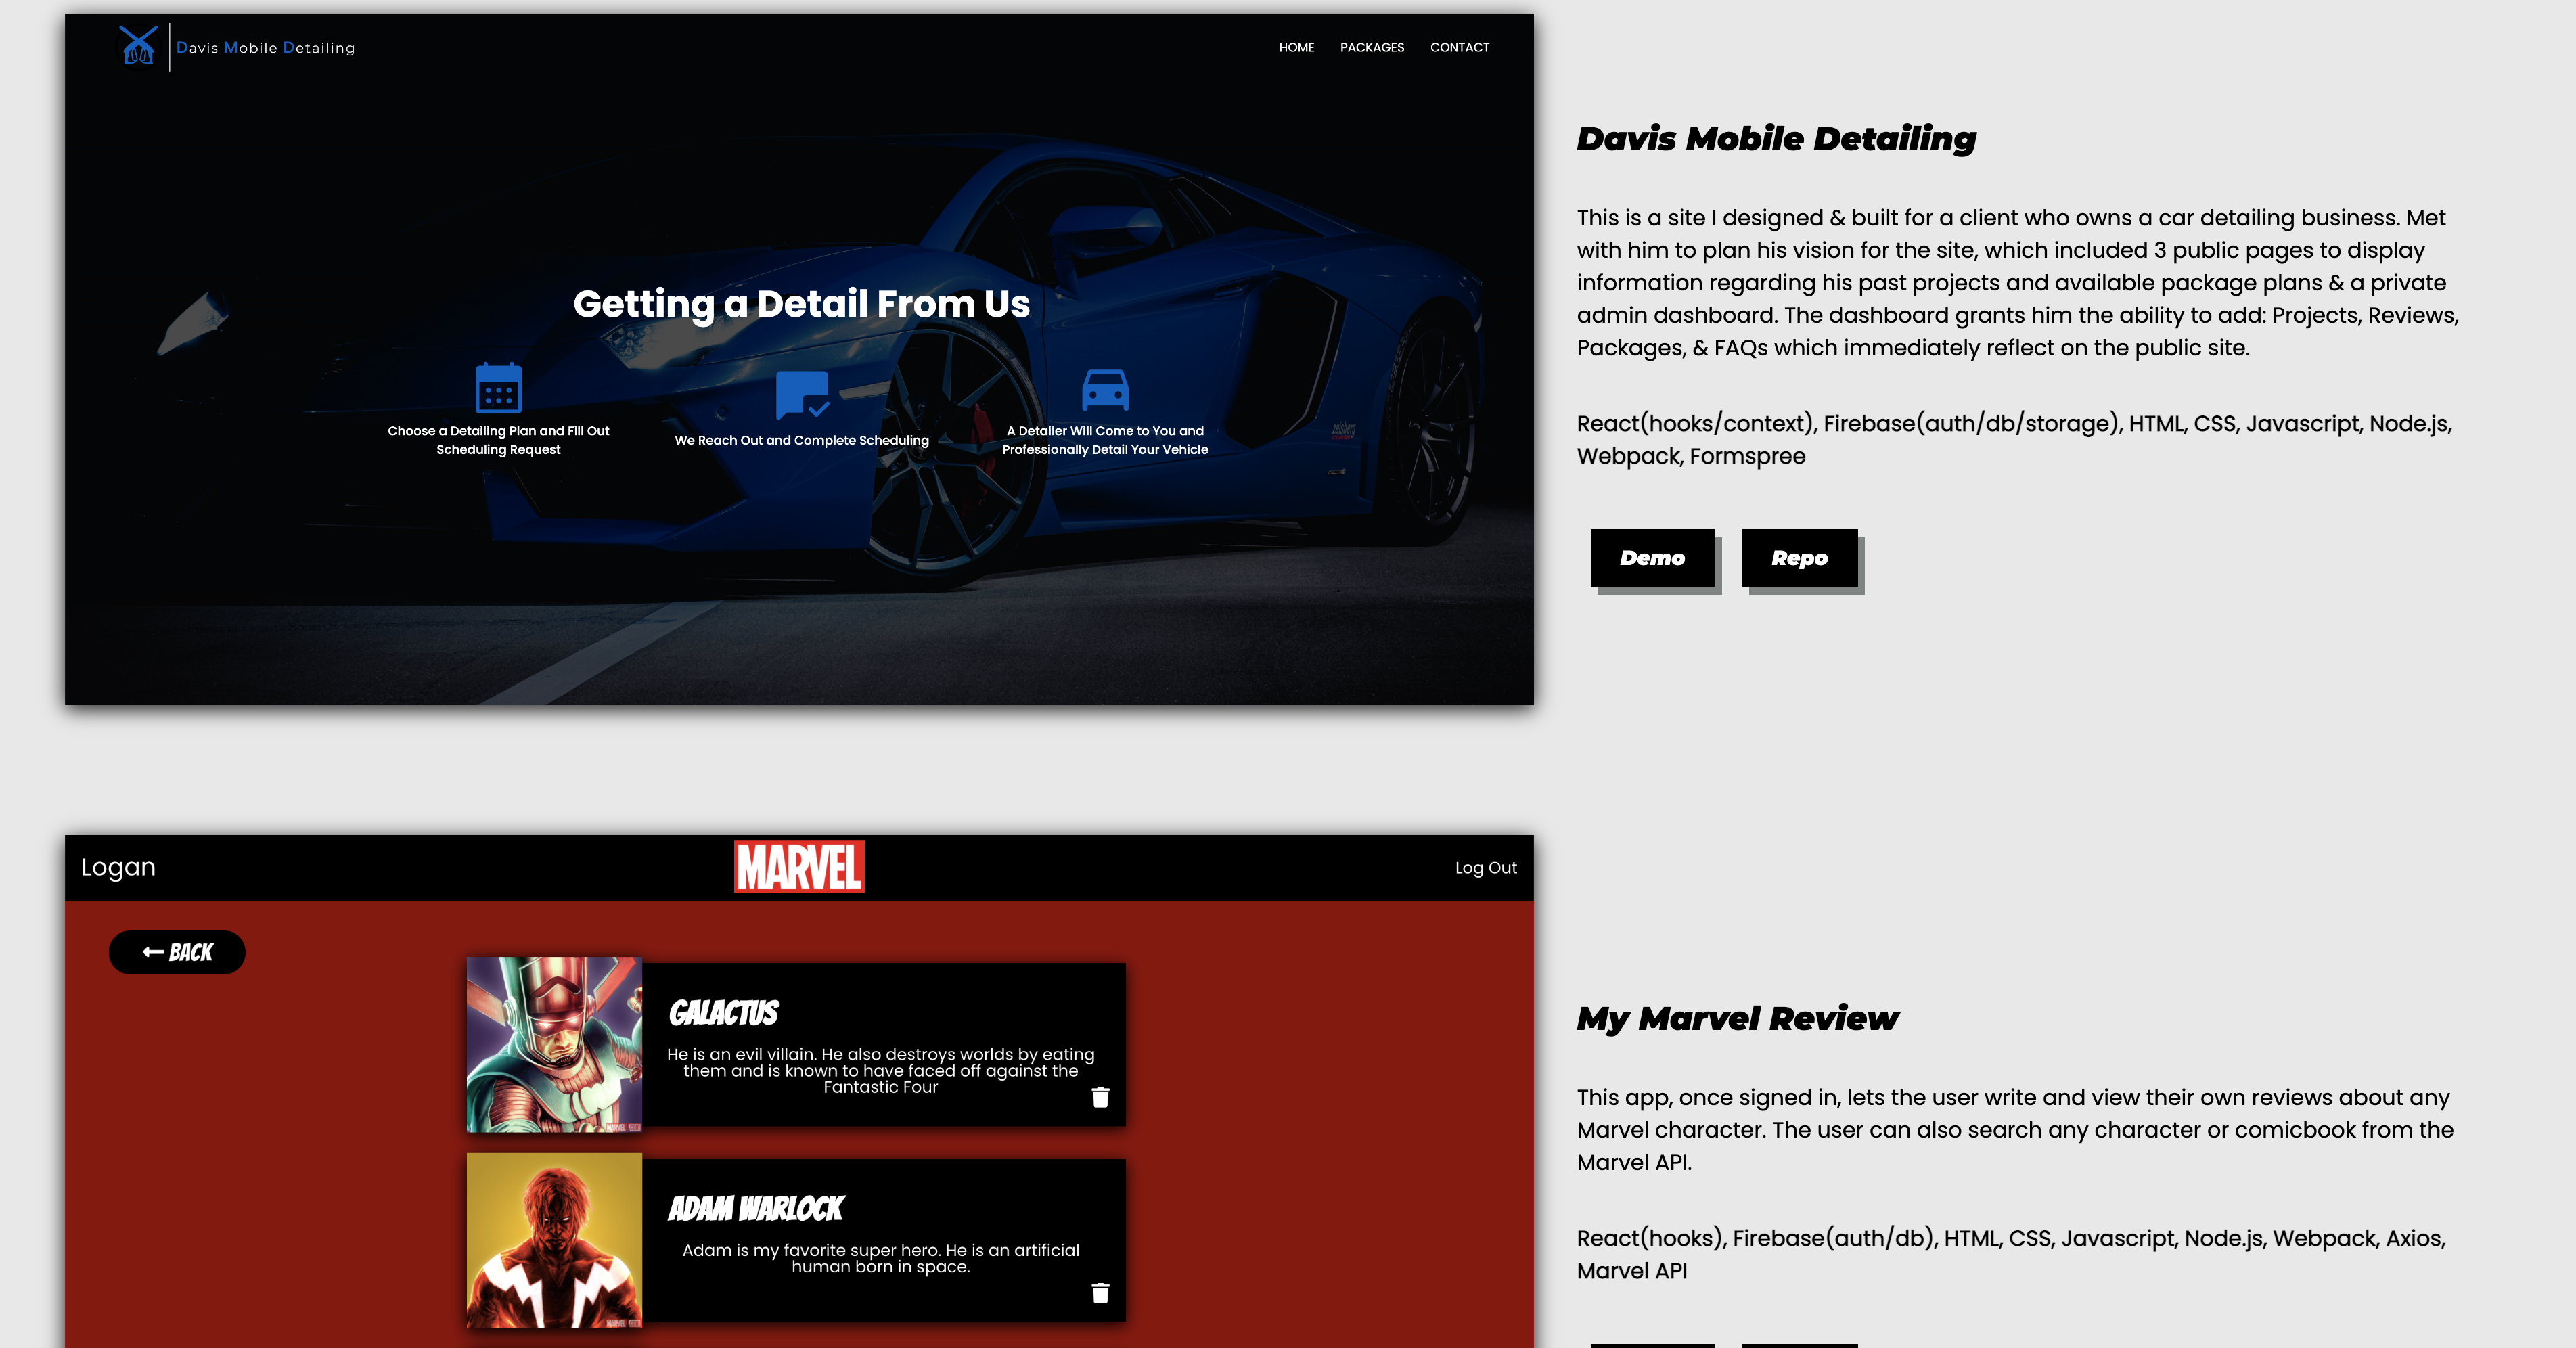 Davis Mobile Detailing
HOME PACKAGES CONTACT
Getting a Detail From Us
Choose a Detailing Plan and Fill Out
Scheduling Request
We Reach Out and Complete Scheduling
A Detailer Will Come to You and
Professionally Detail Your Vehicle
Davis Mobile Detailing
This is a site I designed & built for a client who owns a car detailing business. Met
with him to plan his vision for the site, which included 3 public pages to display
information regarding his past projects and available package plans & a private
admin dashboard. The dashboard grants him the ability to add: Projects, Reviews,
Packages, & FAQs which immediately reflect on the public site.
React(hooks/context), Firebase(auth/db/storage), HTML, CSS, Javascript, Node.js,
Webpack, Formspree
Demo
Repo
Logan
MARVEL
Log Out
BACK
GALACTUS
He is an evil villain. He also destroys worlds by eating
them and is known to have faced off against the
Fantastic Four
ADAM WARLOCK
Adam is my favorite super hero. He is an artificial
human born in space.
My Marvel Review
This app, once signed in, lets the user write and view their own reviews about any
Marvel character. The user can also search any character or comicbook from the
Marvel API.
React(hooks), Firebase(auth/db), HTML, CSS, Javascript, Node.js, Webpack, Axios,
Marvel API